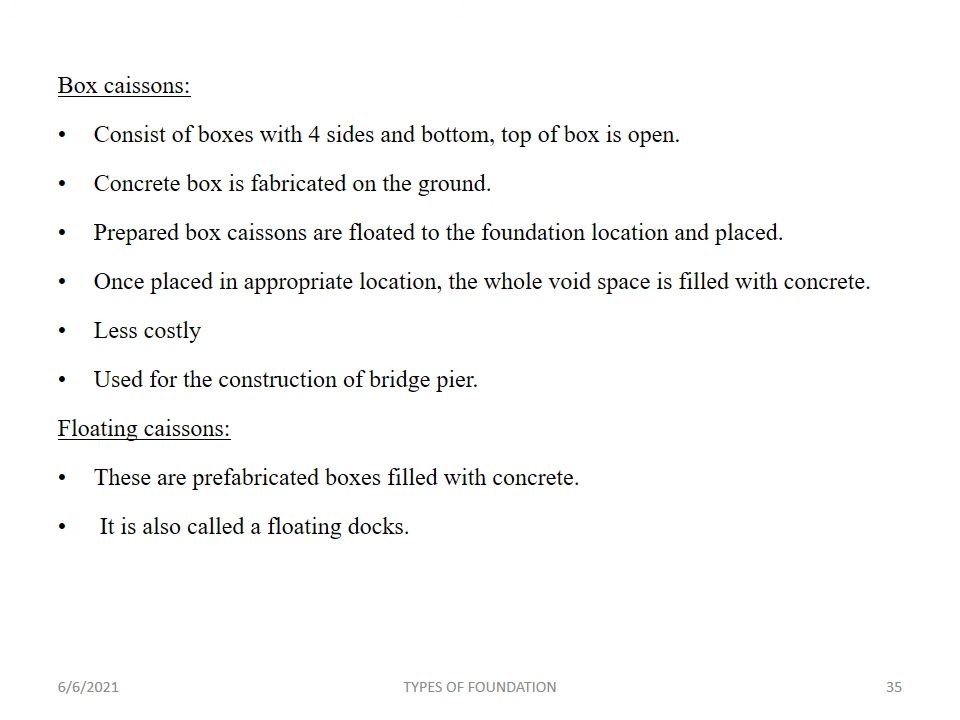 Box caissons:
• Consist of boxes with 4 sides and bottom, top of box is open.
• Concrete box is fabricated on the ground.
• Prepared box caissons are floated to the foundation location and placed.
• Once placed in appropriate location, the whole void space is filled with concrete.
• Less costly
• Used for the construction of bridge pier.
Floating caissons:
• These are prefabricated boxes filled with concrete.
• It is also called a floating docks.
6/6/2021 TYPES OF FOUNDATION 35